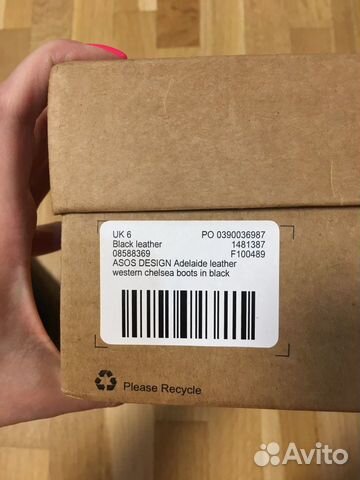 UK 6 PO 0390036987
Black leather 1481387
08588369 F100489
ASOS DESIGN Adelaide leather
western chelsea boots in black
Please Recycle
Avito